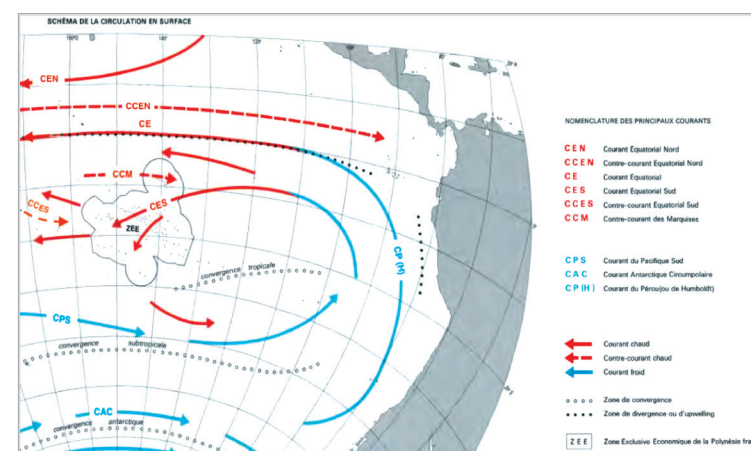 SCHÉMA DE LA CIRCULATION EN SURFACE
CEN
CCEN
CE
CCM
CCES
CES
ZEE
CP (H)
convergence tropicale
CPS
convergence subtropicale
CAC
convergence antarctique
NOMENCLATURE DES PRINCIPAUX COURANTS
CEN Courant Équatorial Nord
CCEN Contre-courant Équatorial Nord
CE Courant Équatorial
CES Courant Équatorial Sud
CCES Contre-courant Équatorial Sud
CCM Contre-courant des Marquises
CPS Courant du Pacifique Sud
CAC Courant Antarctique Circumpolaire
CP (H) Courant du Pérou(ou de Humboldt)
Courant chaud
Contre-courant chaud
Courant froid
Zone de convergence
Zone de divergence ou d'upwelling
ZEE Zone Exclusive Economique de la Polynésie fra